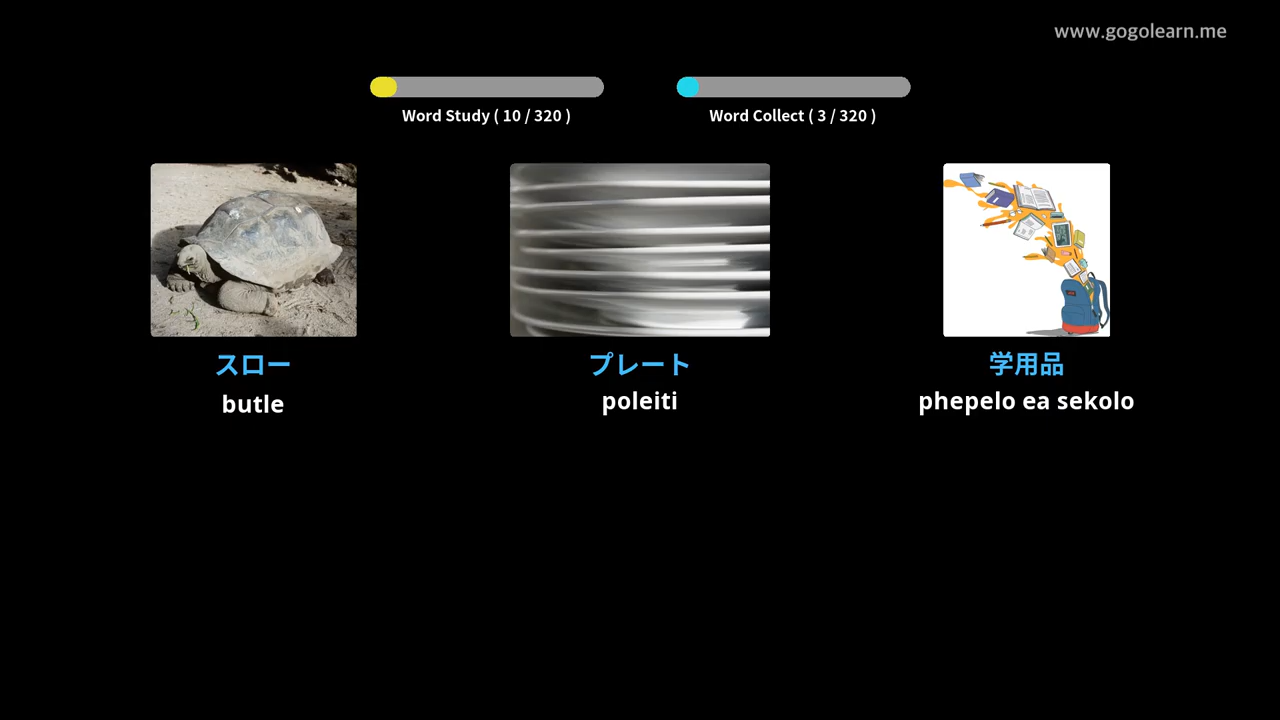 www.gogolearn.me
Word Study ( 10 / 320 )
Word Collect ( 3 / 320 )
スロー
プレート
学用品
butle
poleiti
phepelo ea sekolo